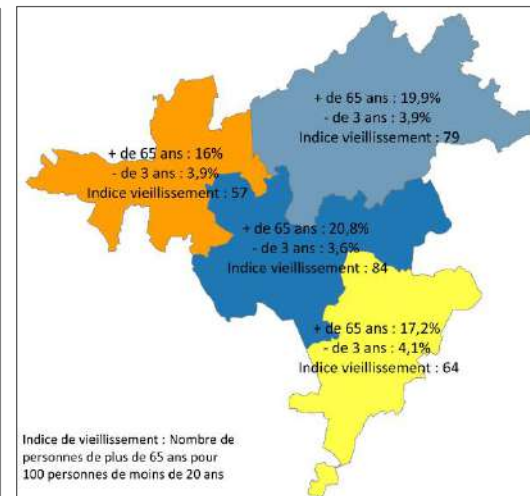 + de 65 ans : 19,9%
- de 3 ans : 3,9%
Indice vieillissement : 79
+ de 65 ans : 16%
- de 3 ans : 3,9%
Indice vieillissement : 57
+ de 65 ans : 20,8%
- de 3 ans : 3,6%
Indice vieillissement : 84
+ de 65 ans : 17,2%
- de 3 ans : 4,1%
Indice vieillissement : 64
Indice de vieillissement : Nombre de
personnes de plus de 65 ans pour
100 personnes de moins de 20 ans